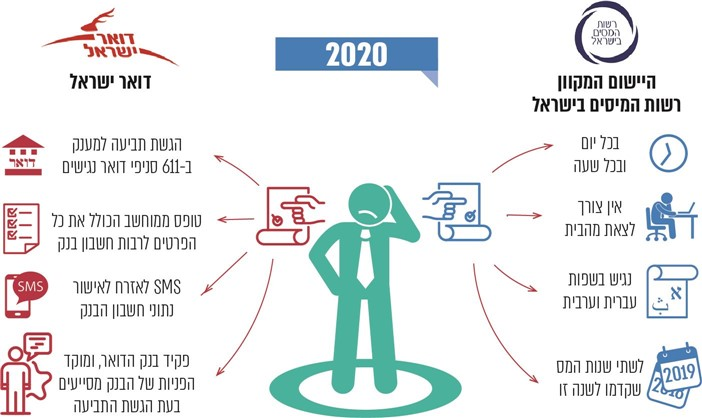 2020
רשות
המסים
בישראל
היישום המקוון
רשות המיסים בישראל
בכל יום
ובכל שעה
אין צורך
לצאת מהבית
נגיש בשפות
עברית וערבית
א
ث
לשתי שנות המס
שקדמו לשנה זו
2019
2018
דואר
ישראל
דואר ישראל
הגשת תביעה למענק
ב-611 סניפי דואר נגישים
דואר
טופס ממוחשב הכולל את כל
הפרטים לרבות חשבון בנק
SMS לאזרח לאישור
נתוני חשבון הבנק
SMS
פקיד בנק הדואר, ומוקד
הפניות של הבנק מסייעים
בעת הגשת התביעה